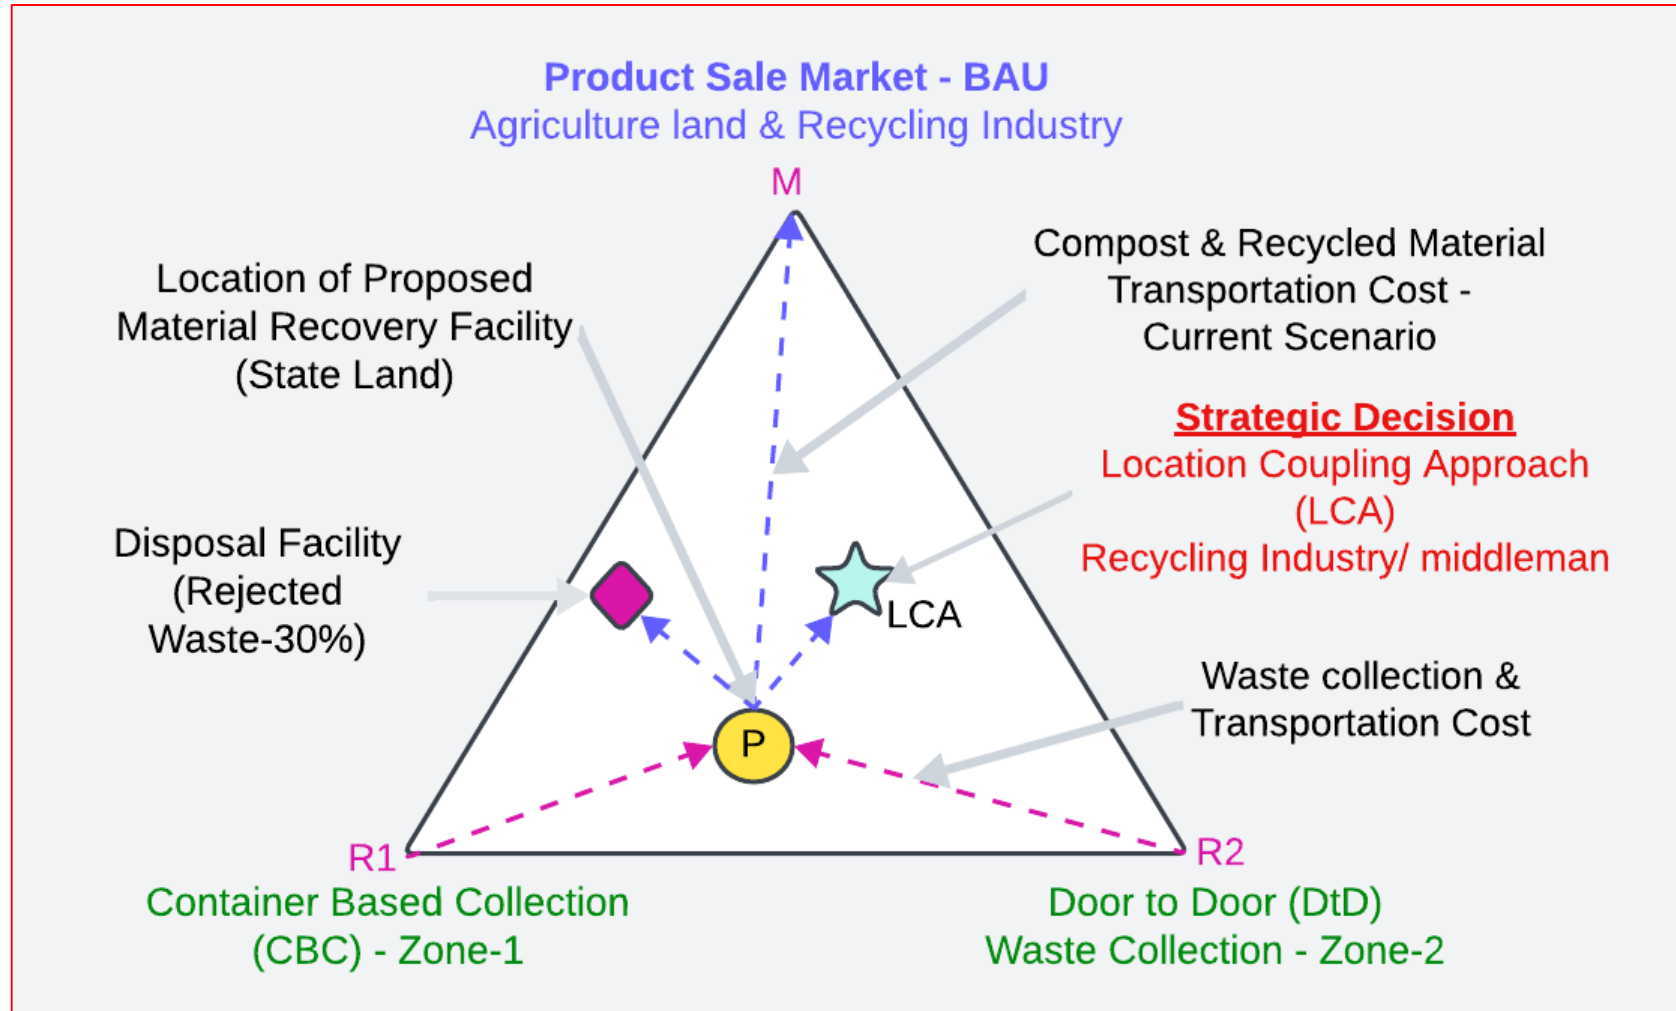 Product Sale Market - BAU
Agriculture land & Recycling Industry
M
Location of Proposed
Material Recovery Facility
(State Land)
Compost & Recycled Material
Transportation Cost -
Current Scenario
Strategic Decision
Location Coupling Approach
(LCA)
Recycling Industry/ middleman
Disposal Facility
(Rejected
Waste-30%)
LCA
Waste collection &
Transportation Cost
P
R1
R2
Container Based Collection
(CBC) - Zone-1
Door to Door (DtD)
Waste Collection - Zone-2